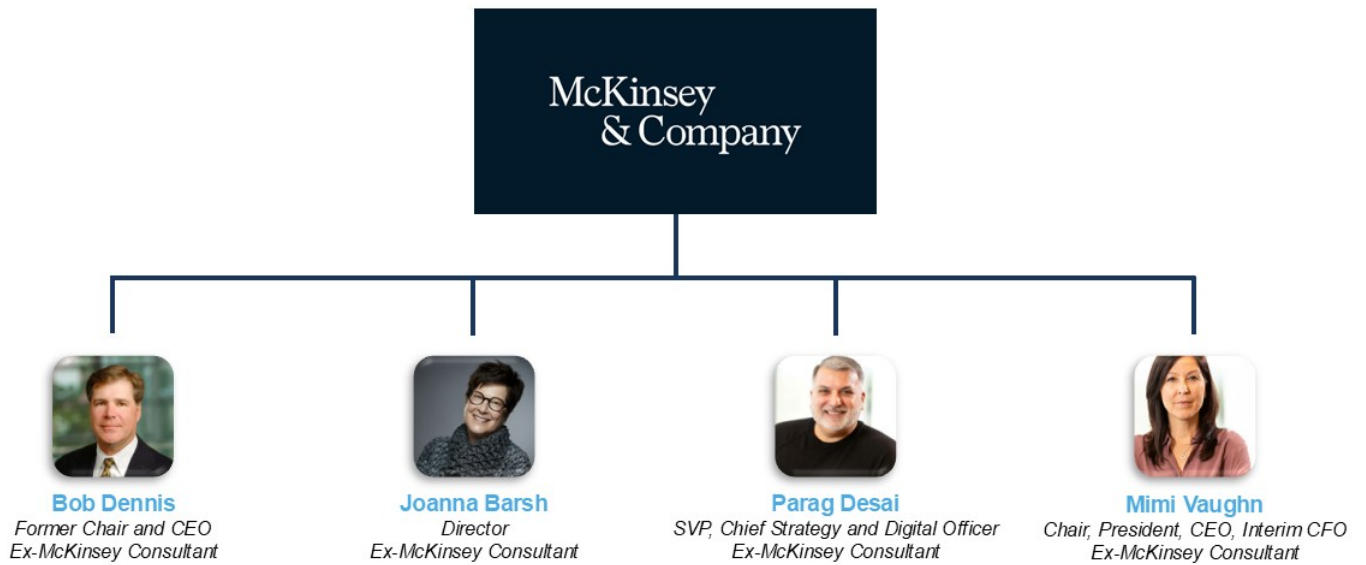 McKinsey
& Company
Bob Dennis
Former Chair and CEO
Ex-McKinsey Consultant
Joanna Barsh
Director
Ex-McKinsey Consultant
Parag Desai
SVP, Chief Strategy and Digital Officer
Ex-McKinsey Consultant
Mimi Vaughn
Chair, President, CEO, Interim CFO
Ex-McKinsey Consultant